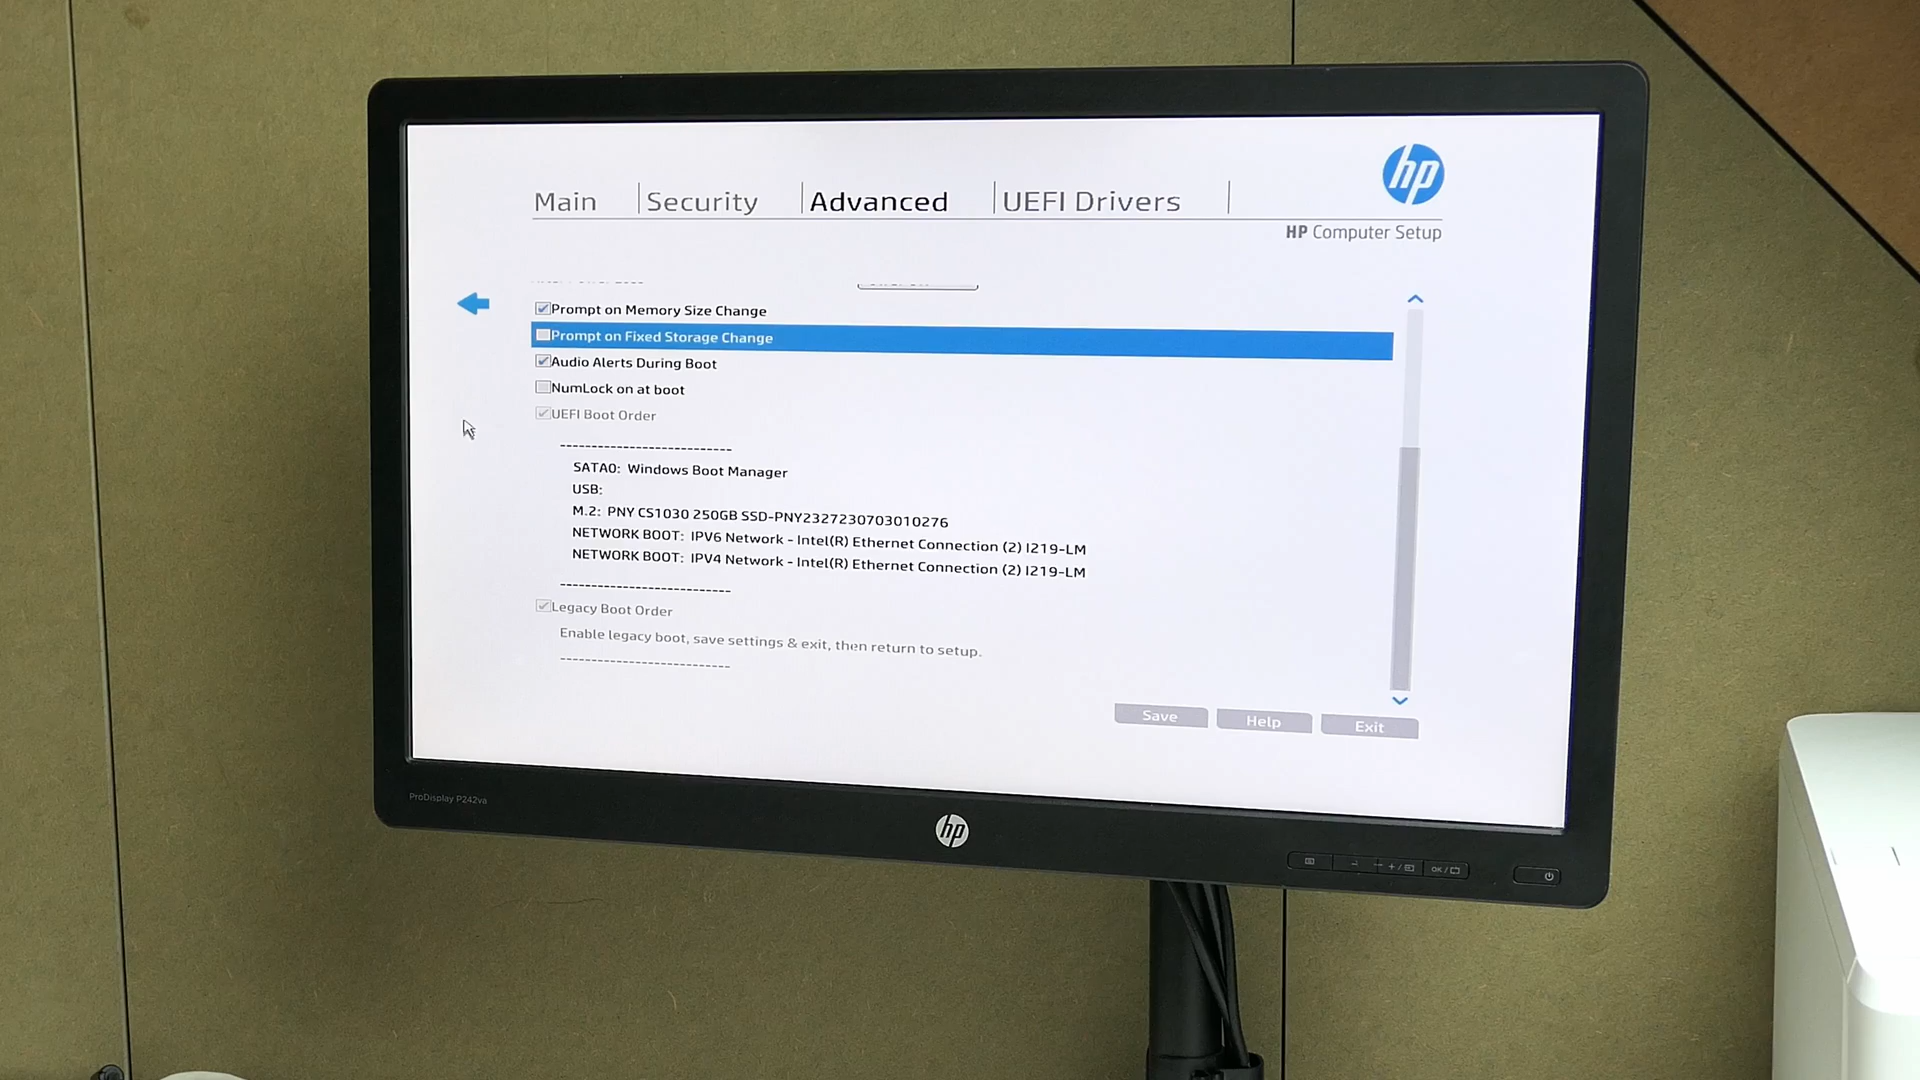 hp
Main Security Advanced UEFI Drivers
HP Computer Setup
Prompt on Memory Size Change
Prompt on Fixed Storage Change
Audio Alerts During Boot
NumLock on at boot
UEFI Boot Order
---------------------------
SATA0: Windows Boot Manager
USB:
M.2: PNY CS1030 250GB SSD-PNY2327230703010276
NETWORK BOOT: IPV6 Network - Intel(R) Ethernet Connection (2) I219-LM
NETWORK BOOT: IPV4 Network - Intel(R) Ethernet Connection (2) I219-LM
---------------------------
Legacy Boot Order
Enable legacy boot, save settings & exit, then return to setup.
---------------------------
Save Help Exit
ProDisplay P242va
hp
OK /